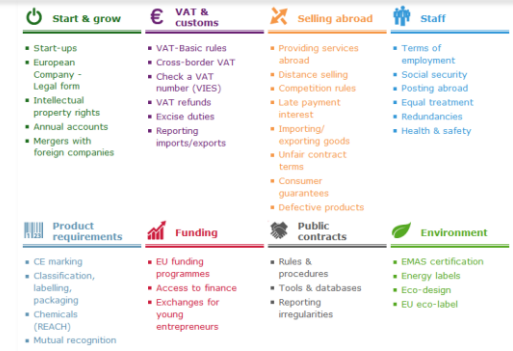 Start & grow
Start-ups
European
Company -
Legal form
Intellectual
property rights
Annual accounts
Mergers with
foreign companies
€ VAT &
customs
VAT-Basic rules
Cross-border VAT
Check a VAT
number (VIES)
VAT refunds
Excise duties
Reporting
imports/exports
Selling abroad
Providing services
abroad
Distance selling
Competition rules
Late payment
interest
Importing/
exporting goods
Unfair contract
terms
Consumer
guarantees
Defective products
Staff
Terms of
employment
Social security
Posting abroad
Equal treatment
Redundancies
Health & safety
Product
requirements
CE marking
Classification,
labelling,
packaging
Chemicals
(REACH)
Mutual recognition
Funding
EU funding
programmes
Access to finance
Exchanges for
young
entrepreneurs
Public
contracts
Rules &
procedures
Tools & databases
Reporting
irregularities
Environment
EMAS certification
Energy labels
Eco-design
EU eco-label